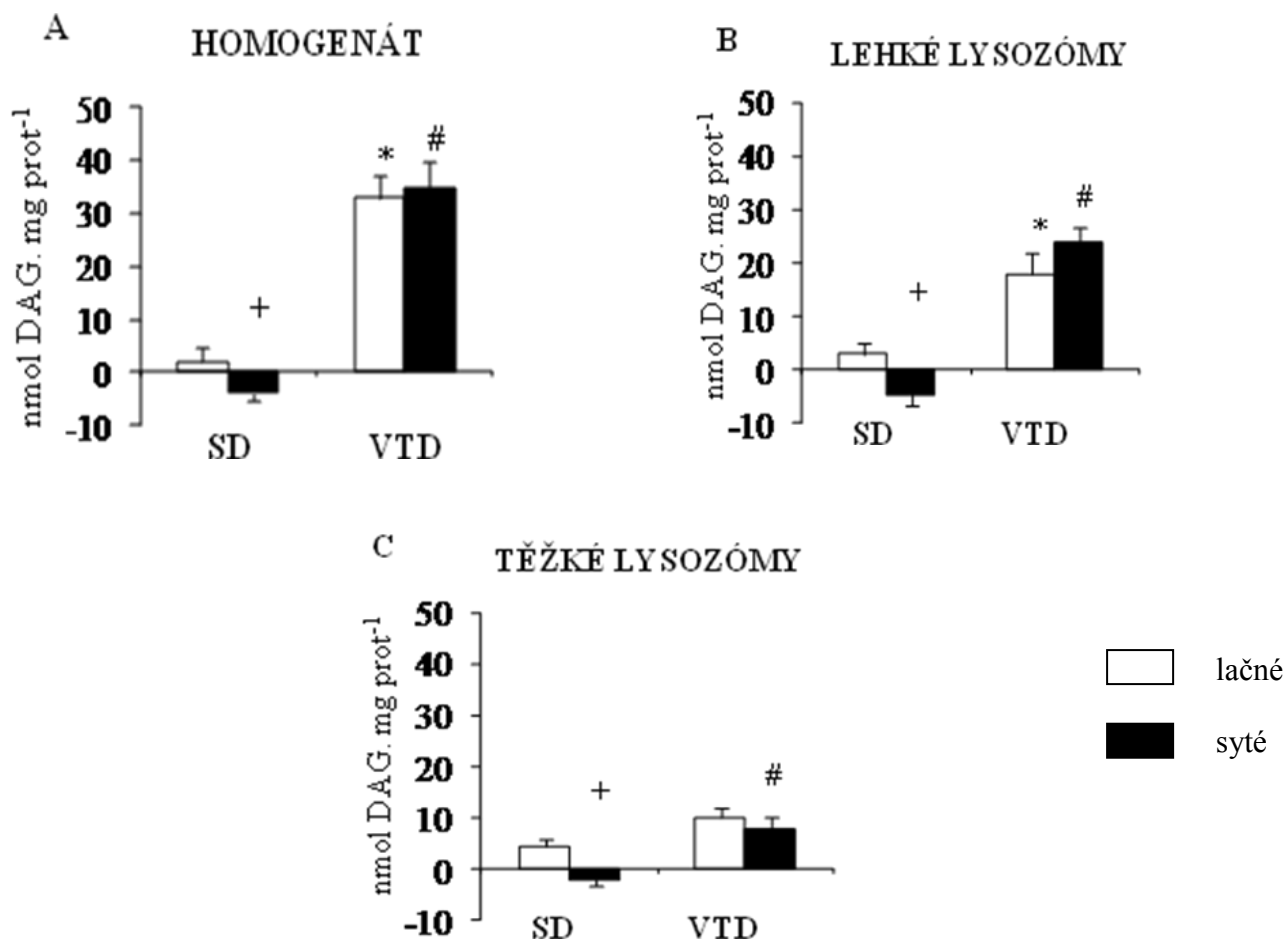 A
HOMOGENÁT
nmol DAG. mg prot-1
50
40
30
20
10
0
-10
*
#
+
SD VTD
B
LEHKÉ LYSOZÓMY
nmol DAG. mg prot-1
50
40
30
20
10
0
-10
*
#
+
SD VTD
C
TĚŽKÉ LYSOZÓMY
nmol DAG. mg prot-1
50
40
30
20
10
0
-10
#
+
SD VTD
lačné
syté